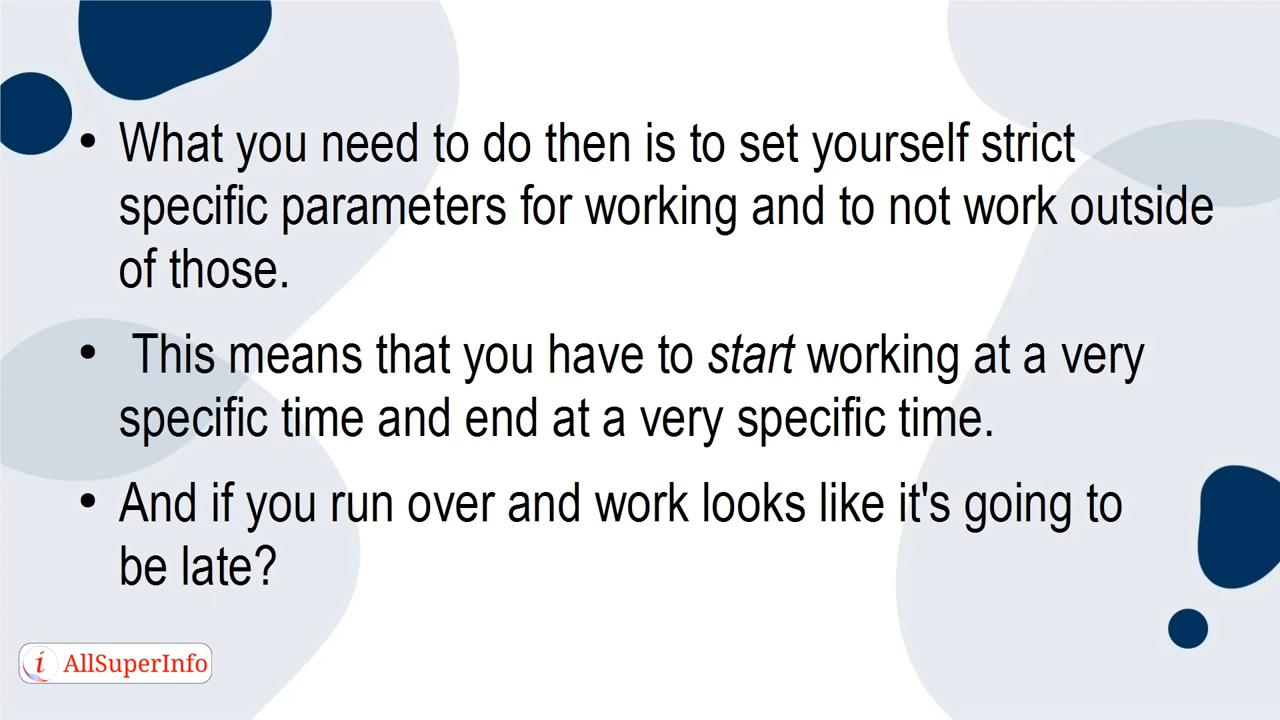 • What you need to do then is to set yourself strict
specific parameters for working and to not work outside
of those.
• This means that you have to start working at a very
specific time and end at a very specific time.
• And if you run over and work looks like it's going to
be late?
i AllSuperInfo